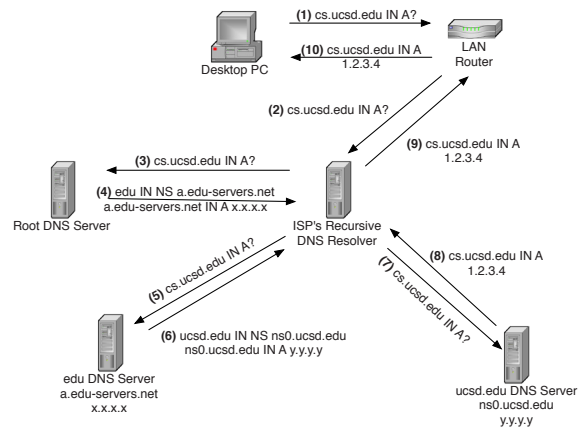 (1) cs.ucsd.edu IN A?
(10) cs.ucsd.edu IN A
1.2.3.4
Desktop PC
LAN
Router
(2) cs.ucsd.edu IN A?
(9) cs.ucsd.edu IN A
1.2.3.4
(3) cs.ucsd.edu IN A?
(4) edu IN NS a.edu-servers.net
a.edu-servers.net IN A x.x.x.x
Root DNS Server
ISP's Recursive
DNS Resolver
(8) cs.ucsd.edu IN A
1.2.3.4
(7) cs.ucsd.edu IN A?
(5) cs.ucsd.edu IN A?
(6) ucsd.edu IN NS ns0.ucsd.edu
ns0.ucsd.edu IN A y.y.y.y
edu DNS Server
a.edu-servers.net
x.x.x.x
ucsd.edu DNS Server
ns0.ucsd.edu
y.y.y.y